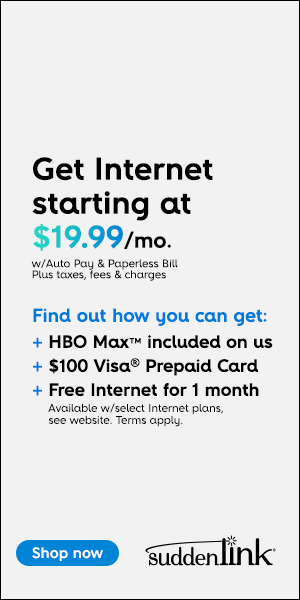 Get Internet
starting at
$19.99/mo.
w/Auto Pay & Paperless Bill
Plus taxes, fees & charges
Find out how you can get:
+ HBO Max™ included on us
+ $100 Visa® Prepaid Card
+ Free Internet for 1 month
Available w/select Internet plans,
see website. Terms apply.
Shop now
suddenlink®